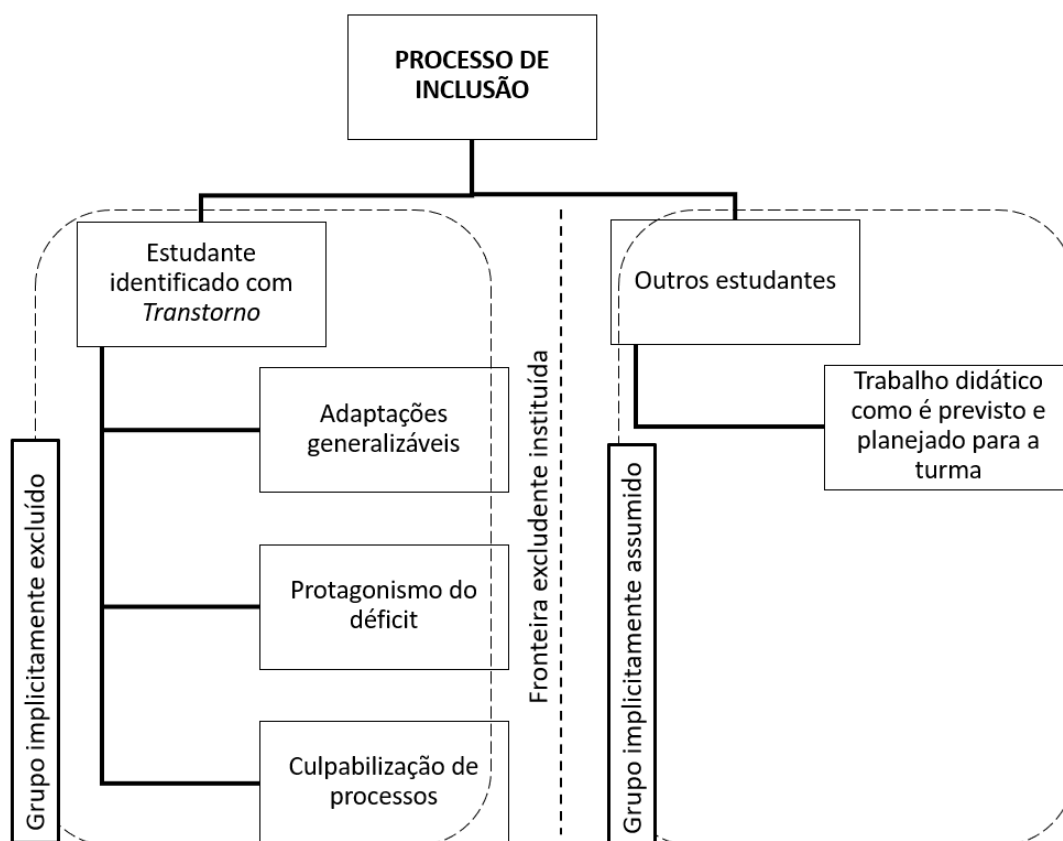 PROCESSO DE
INCLUSÃO
Estudante
identificado com
Transtorno
Outros estudantes
Adaptações
generalizáveis
Trabalho didático
como é previsto e
planejado para a
turma
Protagonismo do
déficit
Culpabilização de
processos
Grupo implicitamente excluído
Fronteira excludente instituída
Grupo implicitamente assumido